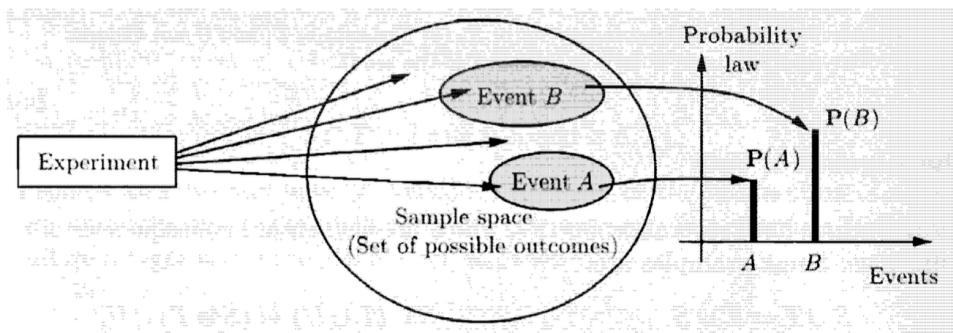 Probability
law
Event B
P(B)
Experiment
P(A)
Event A
Sample space
(Set of possible outcomes)
A
B
Events